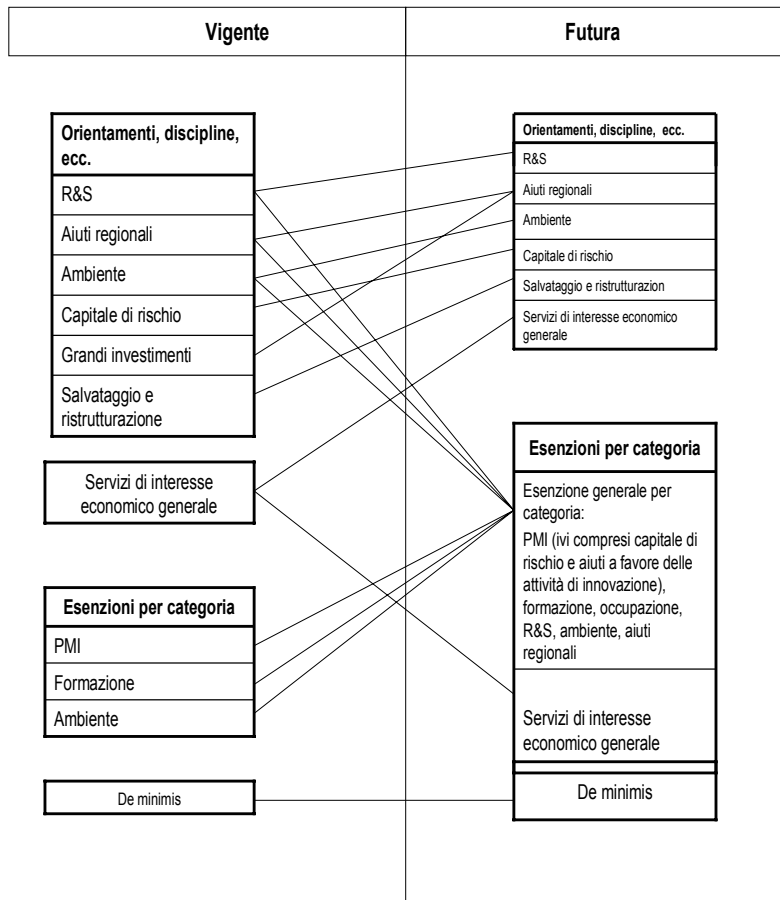 Vigente
Futura
Orientamenti, discipline,
ecc.
R&S
Aiuti regionali
Ambiente
Capitale di rischio
Grandi investimenti
Salvataggio e
ristrutturazione
Servizi di interesse
economico generale
Esenzioni per categoria
PMI
Formazione
Ambiente
De minimis
Orientamenti, discipline, ecc.
R&S
Aiuti regionali
Ambiente
Capitale di rischio
Salvataggio e ristrutturazion
Servizi di interesse economico
generale
Esenzioni per categoria
Esenzione generale per
categoria:
PMI (ivi compresi capitale di
rischio e aiuti a favore delle
attività di innovazione),
formazione, occupazione,
R&S, ambiente, aiuti
regionali
Servizi di interesse
economico generale
De minimis